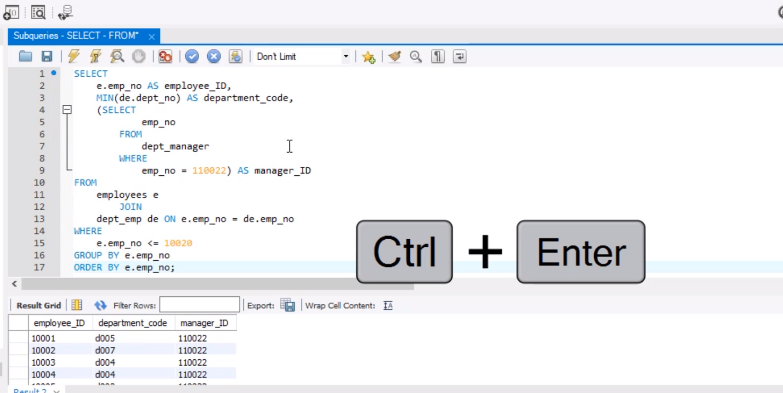 Subqueries - SELECT - FROM* ×
Don't Limit
1 SELECT
2 e.emp_no AS employee_ID,
3 MIN(de.dept_no) AS department_code,
4 (SELECT
5 emp_no
6 FROM
7 dept_manager
8 WHERE
9 emp_no = 110022) AS manager_ID
10 FROM
11 employees e
12 JOIN
13 dept_emp de ON e.emp_no = de.emp_no
14 WHERE
15 e.emp_no <= 10020
16 GROUP BY e.emp_no
17 ORDER BY e.emp_no;
Ctrl + Enter
Result Grid Filter Rows: Export: Wrap Cell Content: IA
employee_ID department_code manager_ID
10001 d005 110022
10002 d007 110022
10003 d004 110022
10004 d004 110022
Result 2 ×